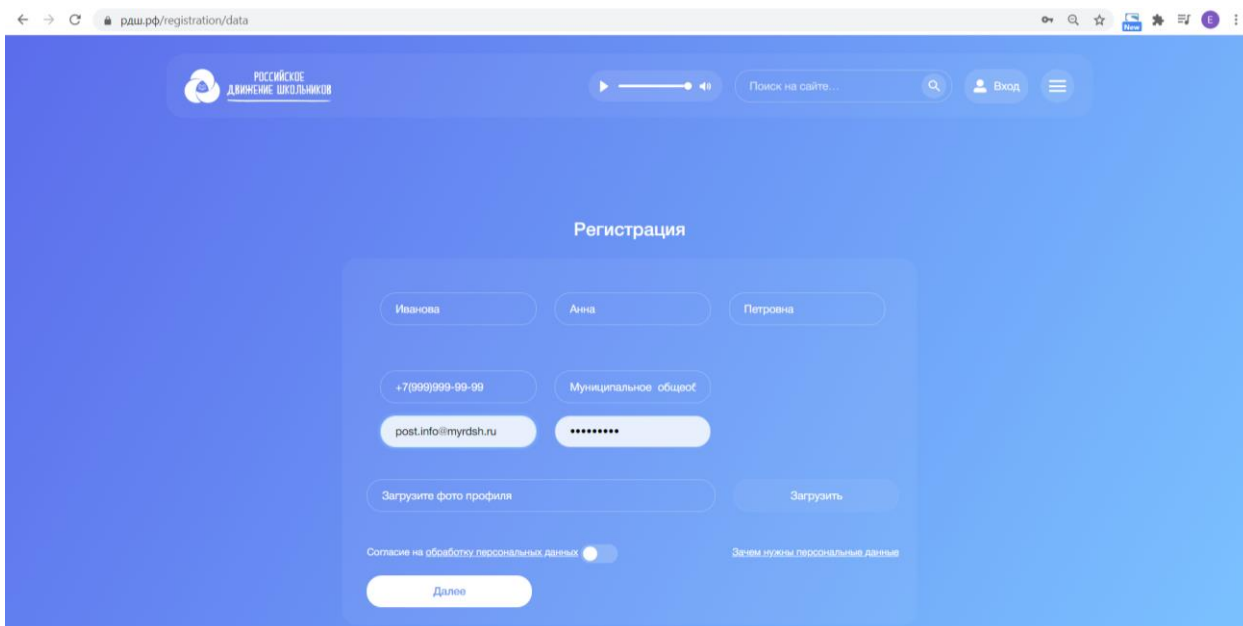 рдш.рф/registration/data
New
E
РОССИЙСКОЕ
ДВИЖЕНИЕ ШКОЛЬНИКОВ
Поиск на сайте...
Вход
Регистрация
Иванова Анна Петровна
+7(999)999-99-99 Муниципальное общеоб
post.info@myrdsh.ru •••••••••
Загрузите фото профиля Загрузить
Согласие на обработку персональных данных Зачем нужны персональные данные
Далее